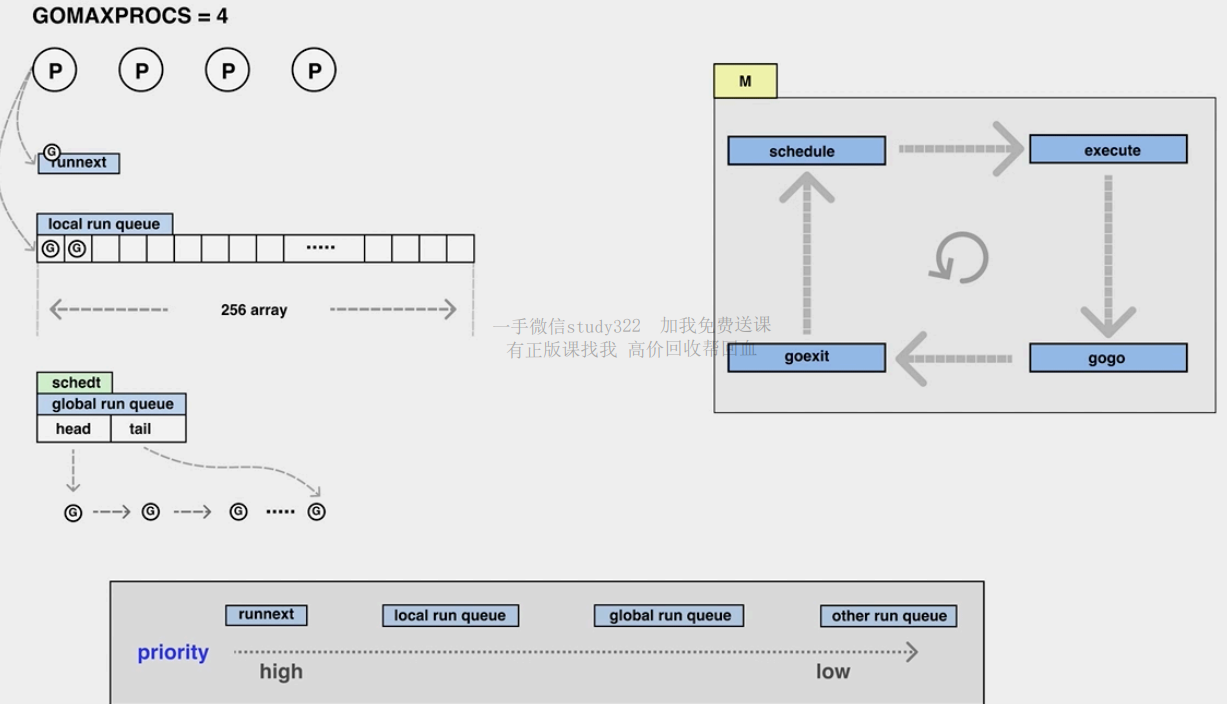 GOMAXPROCS = 4
P P P P
G
runnext
local run queue
G G .....
256 array
schedt
global run queue
head tail
G G G ..... G
M
schedule execute
goexit gogo
一手微信study322 加我免费送课
有正版课找我 高价回收帮回血
runnext local run queue global run queue other run queue
priority
high low